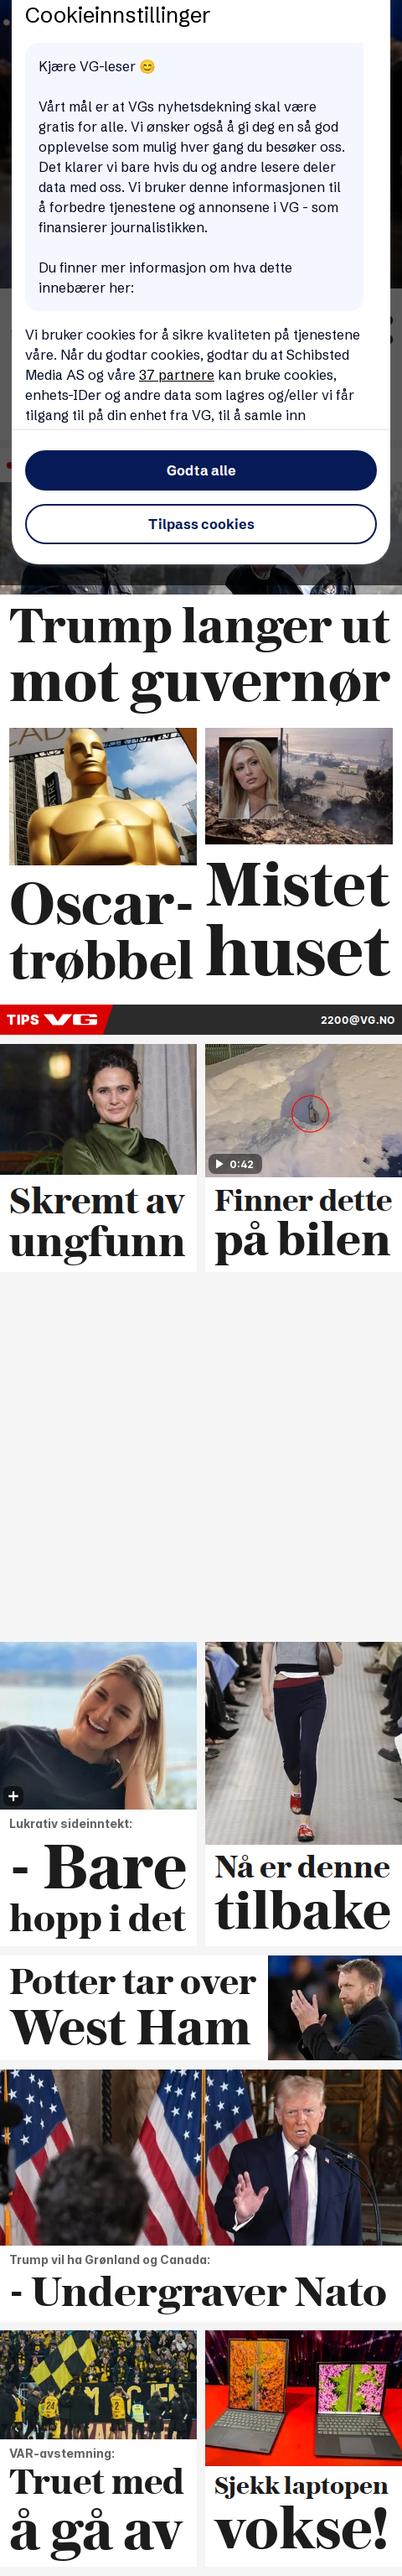 Cookieinnstillinger
Kjære VG-leser 😊
Vårt mål er at VGs nyhetsdekning skal være
gratis for alle. Vi ønsker også å gi deg en så god
opplevelse som mulig hver gang du besøker oss.
Det klarer vi bare hvis du og andre lesere deler
data med oss. Vi bruker denne informasjonen til
å forbedre tjenestene og annonsene i VG - som
finansierer journalistikken.
Du finner mer informasjon om hva dette
innebærer her:
Vi bruker cookies for å sikre kvaliteten på tjenestene
våre. Når du godtar cookies, godtar du at Schibsted
Media AS og våre 37 partnere kan bruke cookies,
enhets-IDer og andre data som lagres og/eller vi får
tilgang til på din enhet fra VG, til å samle inn
Godta alle
Tilpass cookies
Trump langer ut
mot guvernør
Oscar-
trøbbel
Mistet
huset
TIPS VG
2200@VG.NO
0:42
Skremt av
ungfunn
Finner dette
på bilen
Lukrativ sideinntekt:
- Bare
hopp i det
Nå er denne
tilbake
Potter tar over
West Ham
Trump vil ha Grønland og Canada:
- Undergraver Nato
VAR-avstemning:
Truet med
å gå av
Sjekk laptopen
vokse!